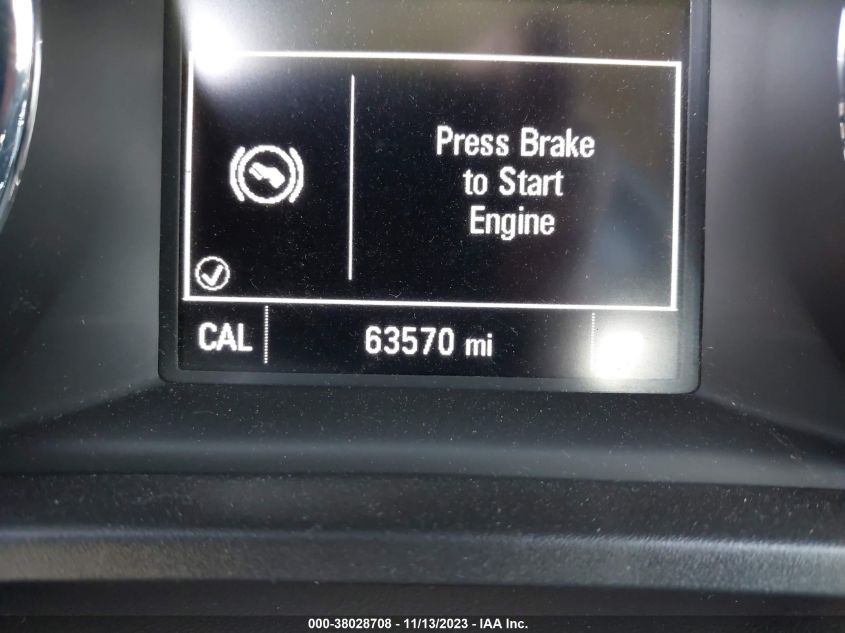 Press Brake
to Start
Engine
CAL 63570 mi
000-38028708 - 11/13/2023 - IAA Inc.